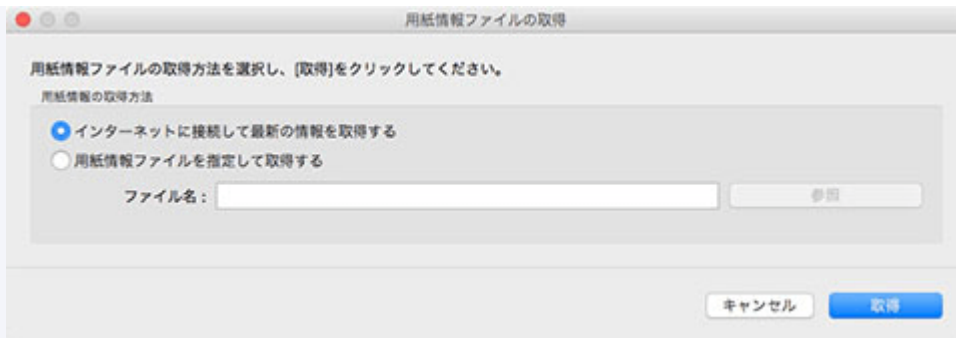 用紙情報ファイルの取得
用紙情報ファイルの取得方法を選択し、[取得]をクリックしてください。
用紙情報の取得方法
インターネットに接続して最新の情報を取得する
用紙情報ファイルを指定して取得する
ファイル名： 参照
キャンセル 取得